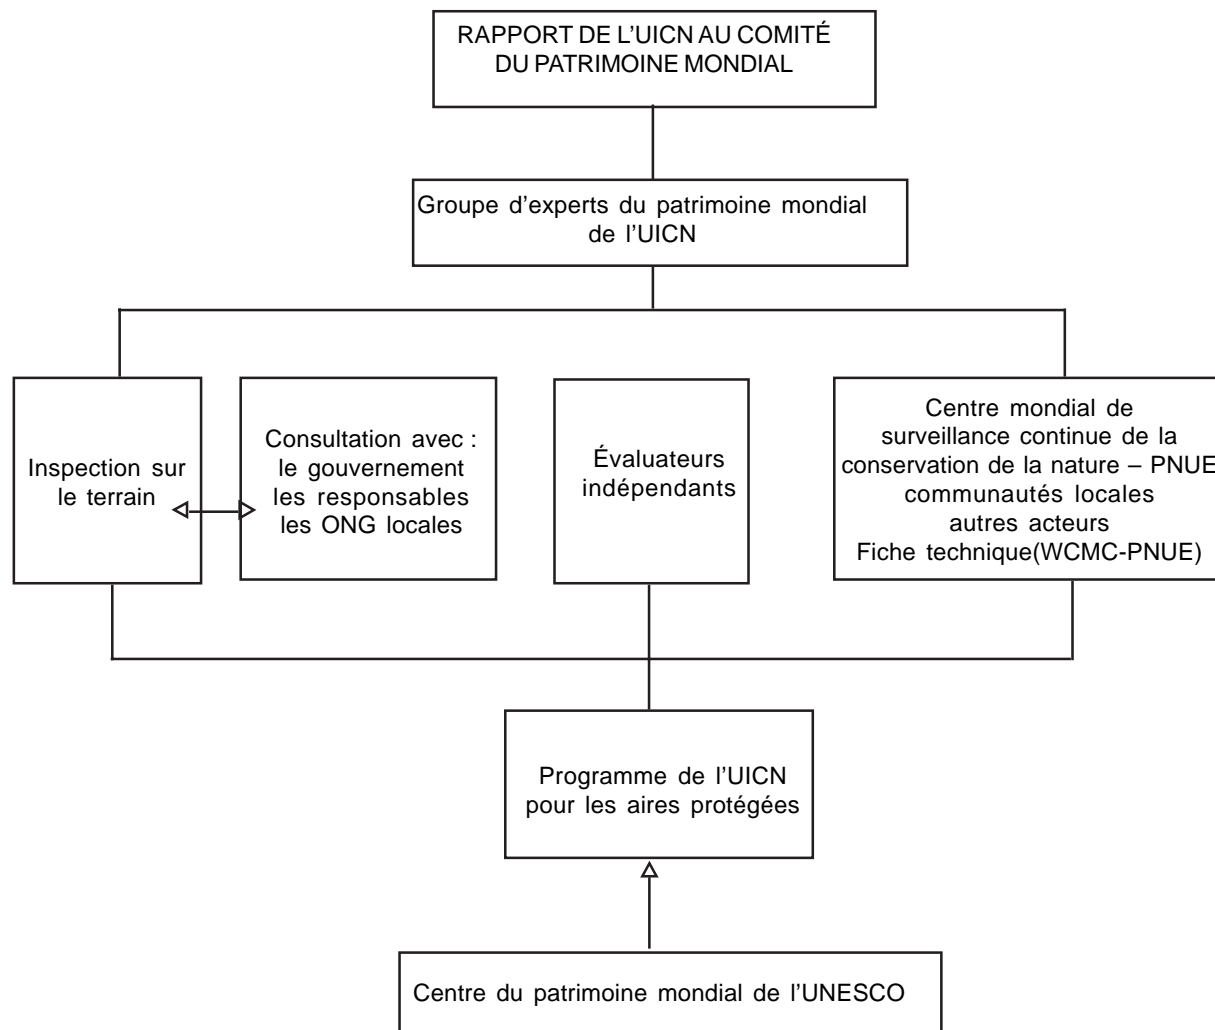 RAPPORT DE L'UICN AU COMITÉ
DU PATRIMOINE MONDIAL
Groupe d'experts du patrimoine mondial
de l'UICN
Inspection sur
le terrain
Consultation avec :
le gouvernement
les responsables
les ONG locales
Évaluateurs
indépendants
Centre mondial de
surveillance continue de la
conservation de la nature – PNUE
communautés locales
autres acteurs
Fiche technique(WCMC-PNUE)
Programme de l'UICN
pour les aires protégées
Centre du patrimoine mondial de l'UNESCO